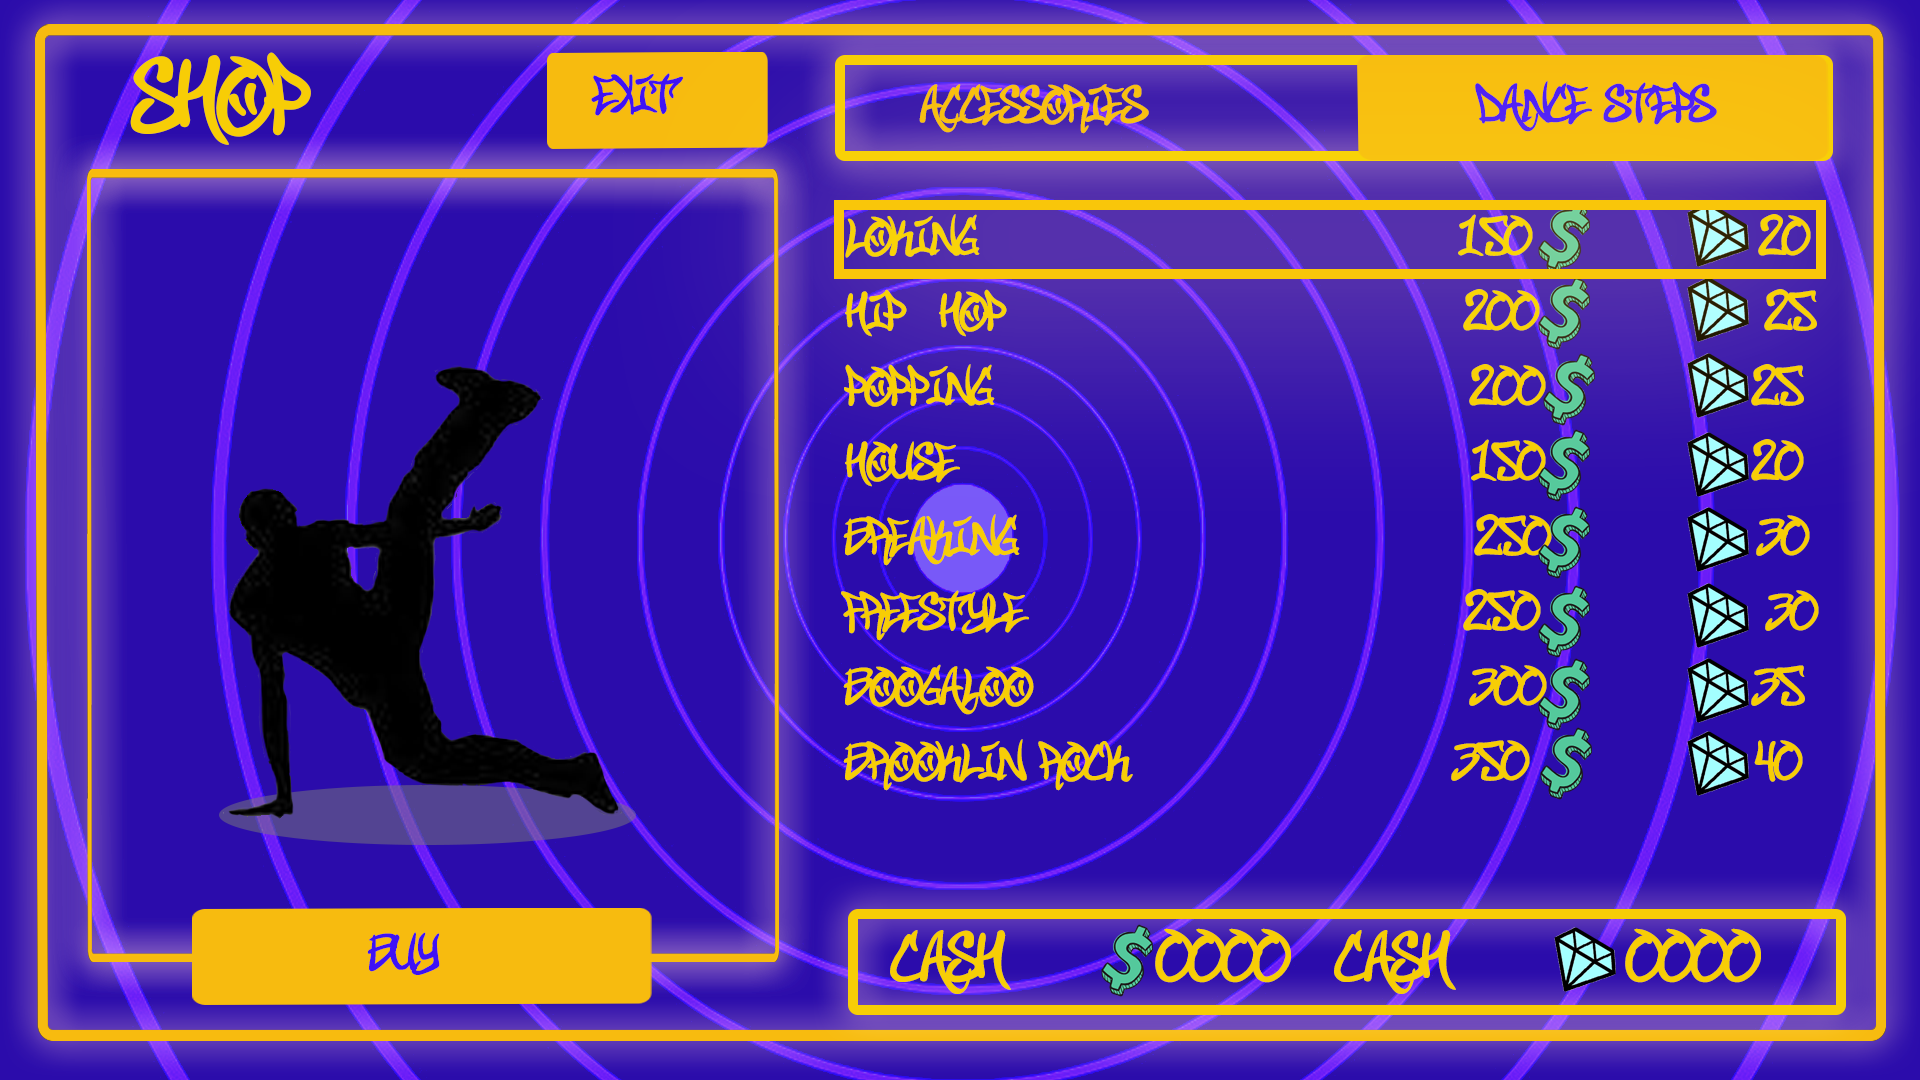 SHOP
EXIT
ACCESSORIES
DANCE STEPS
LOKING 150$ 20
HIP HOP 200$ 25
POPPING 200$ 25
HOUSE 150$ 20
BREAKING 250$ 30
FREESTYLE 250$ 30
BOOGALOO 300$ 35
BROOKLIN ROCK 350$ 40
BUY
CASH $0000 CASH 0000